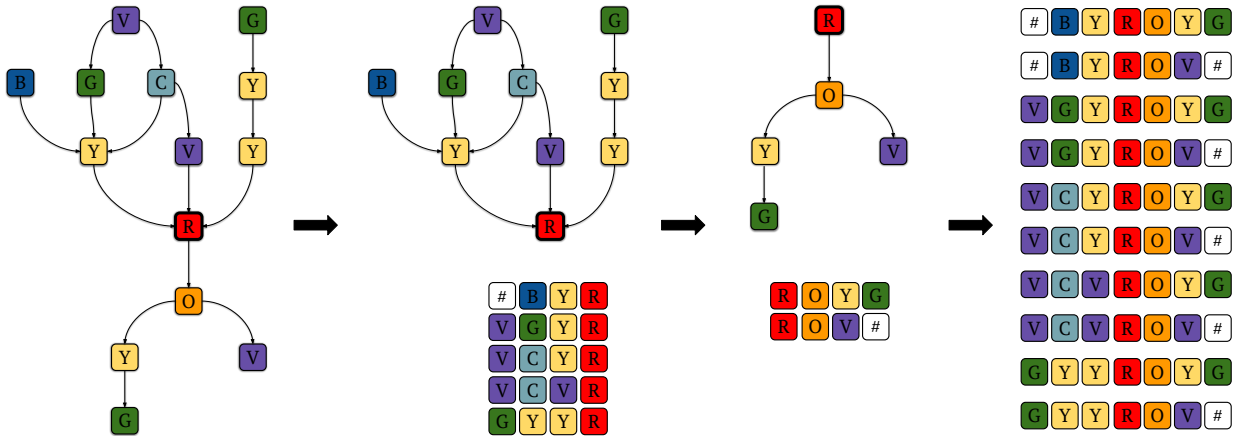 V G
B G C Y
Y V Y
R
O
Y V
G
V G
B G C Y
Y V Y
R
# B Y R
V G Y R
V C Y R
V C V R
G Y Y R
R
O
Y V
G
R O Y G
R O V #
# B Y R O Y G
# B Y R O V #
V G Y R O Y G
V G Y R O V #
V C Y R O Y G
V C Y R O V #
V C V R O Y G
V C V R O V #
G Y Y R O Y G
G Y Y R O V #